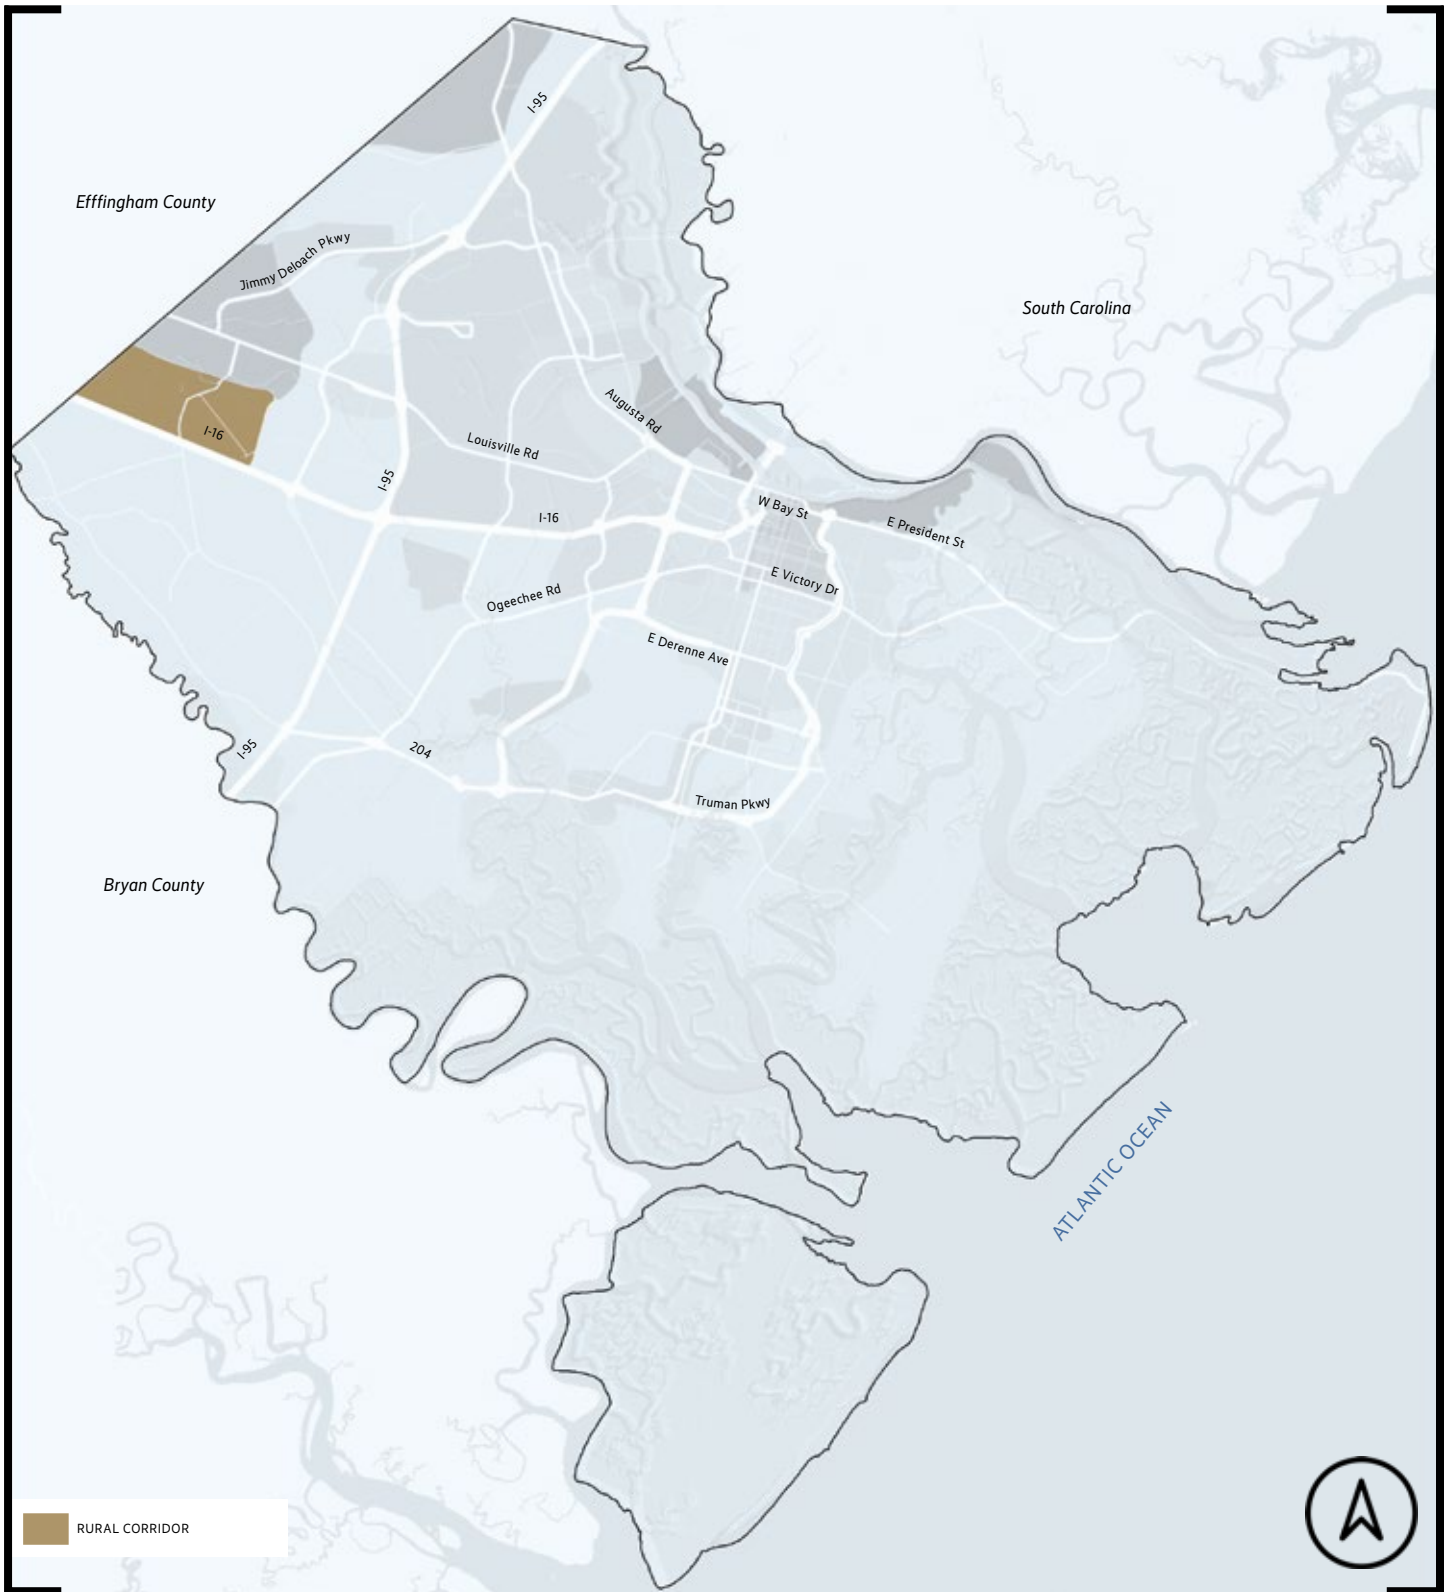 I-95
Efffingham County
Jimmy Deloach Pkwy
South Carolina
Augusta Rd
I-16
Louisville Rd
I-95
W Bay St
I-16
E President St
E Victory Dr
Ogeechee Rd
E Derenne Ave
I-95
204
Truman Pkwy
Bryan County
ATLANTIC OCEAN
RURAL CORRIDOR